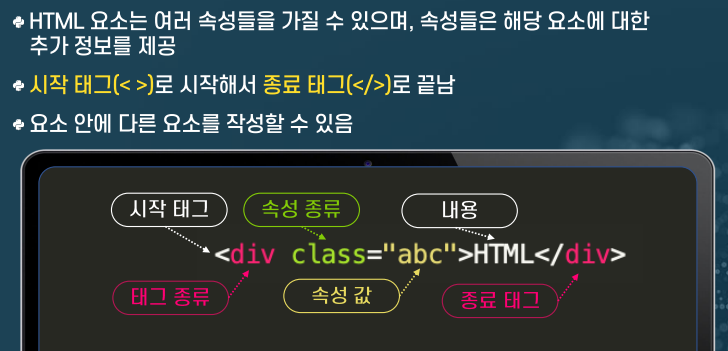 HTML 요소는 여러 속성들을 가질 수 있으며, 속성들은 해당 요소에 대한
추가 정보를 제공
시작 태그(< >)로 시작해서 종료 태그(</>)로 끝남
요소 안에 다른 요소를 작성할 수 있음
시작 태그 속성 종류 내용
<div class="abc">HTML</div>
태그 종류 속성 값 종료 태그